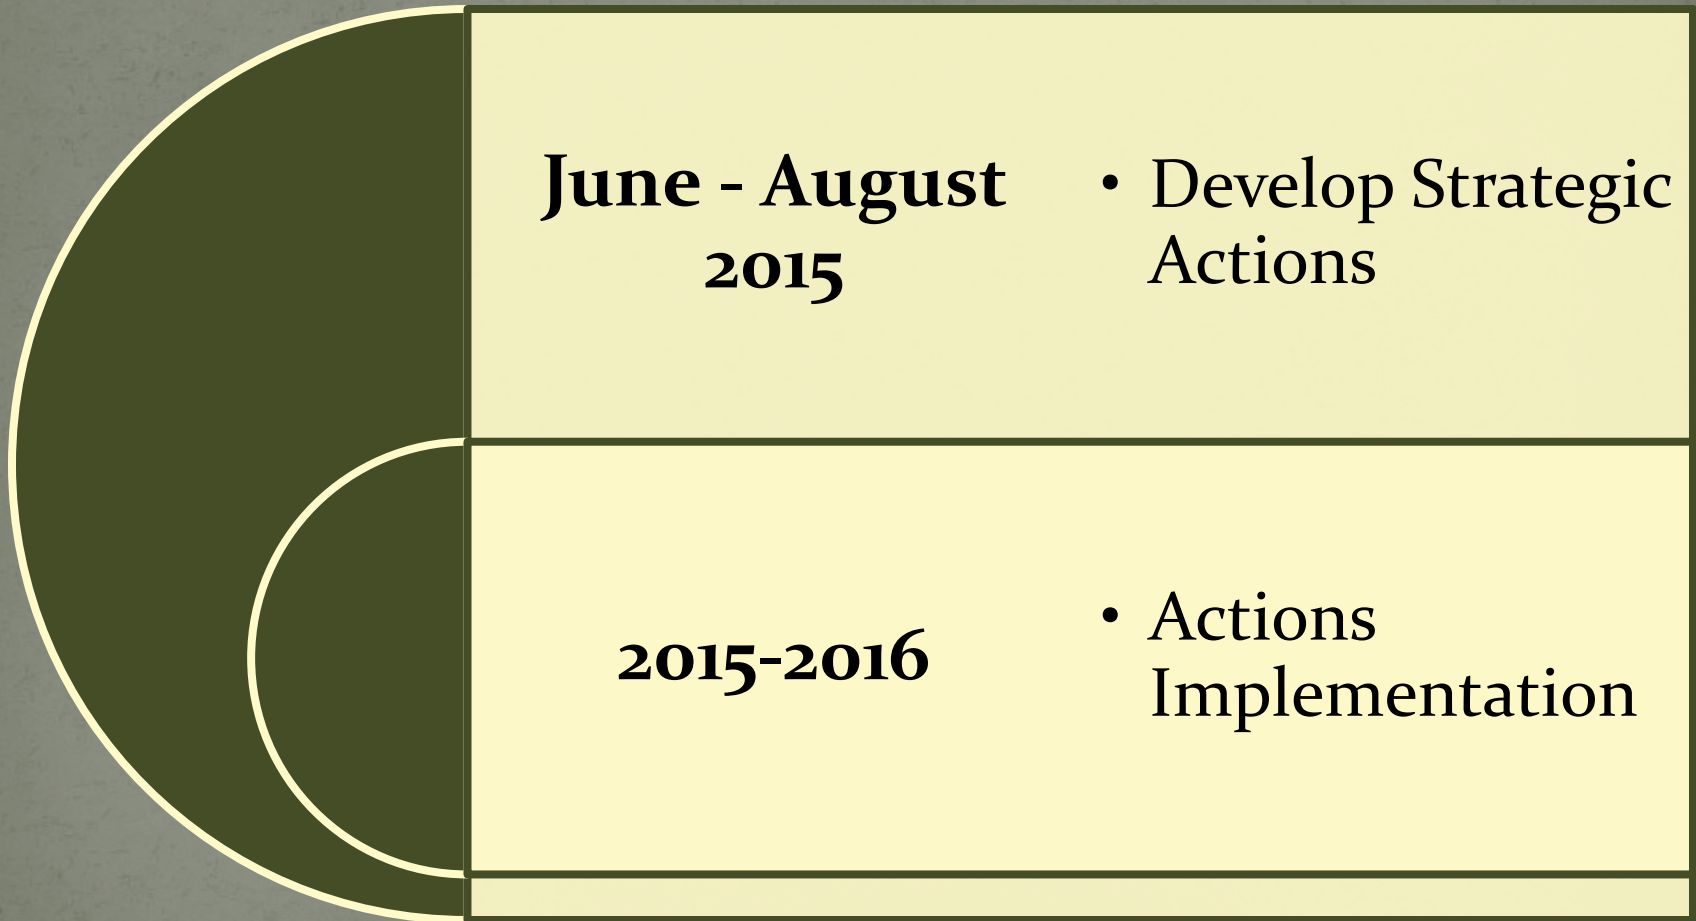 June - August
2015
• Develop Strategic
Actions
2015-2016
• Actions
Implementation